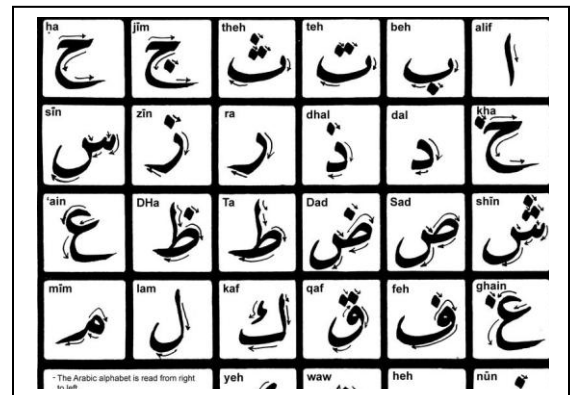 ḥa jīm theh teh beh alif
ا ب ت ث ج ح
sīn zīn ra dhal dal kha
خ د ذ ر ز س
‘ain DHa Ta Dad Sad shīn
ش ص ض ط ظ ع
mīm lam kaf qaf feh ghain
غ ف ق ك ل م
- The Arabic alphabet is read from right yeh waw heh nūn
to left